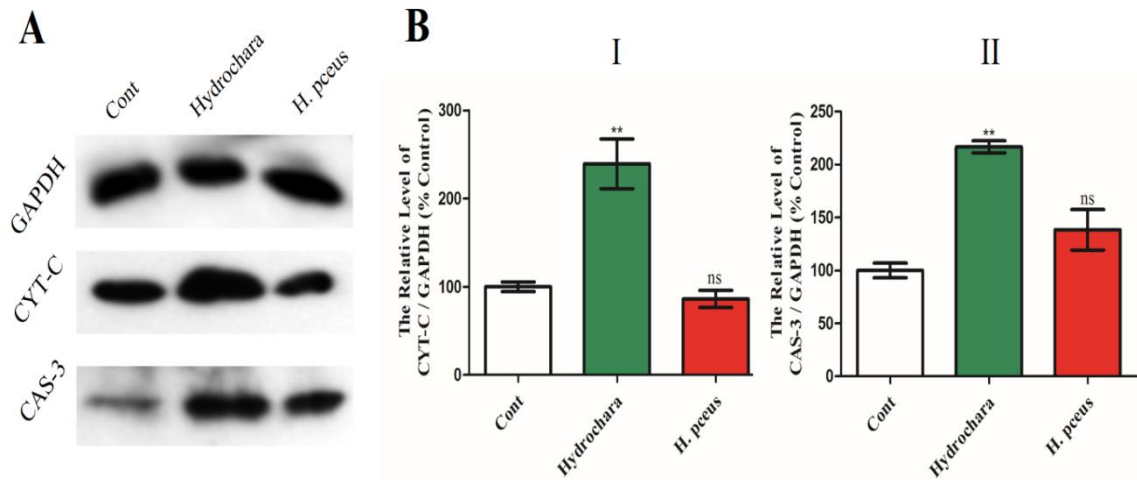 A
Cont
Hydrochara
H. pceus
GAPDH
CYT-C
CAS-3
B
I
The Relative Level of
CYT-C / GAPDH (% Control)
300
200
100
0
**
ns
Cont
Hydrochara
H. pceus
II
The Relative Level of
CAS-3 / GAPDH (% Control)
250
200
150
100
50
0
**
ns
Cont
Hydrochara
H. pceus